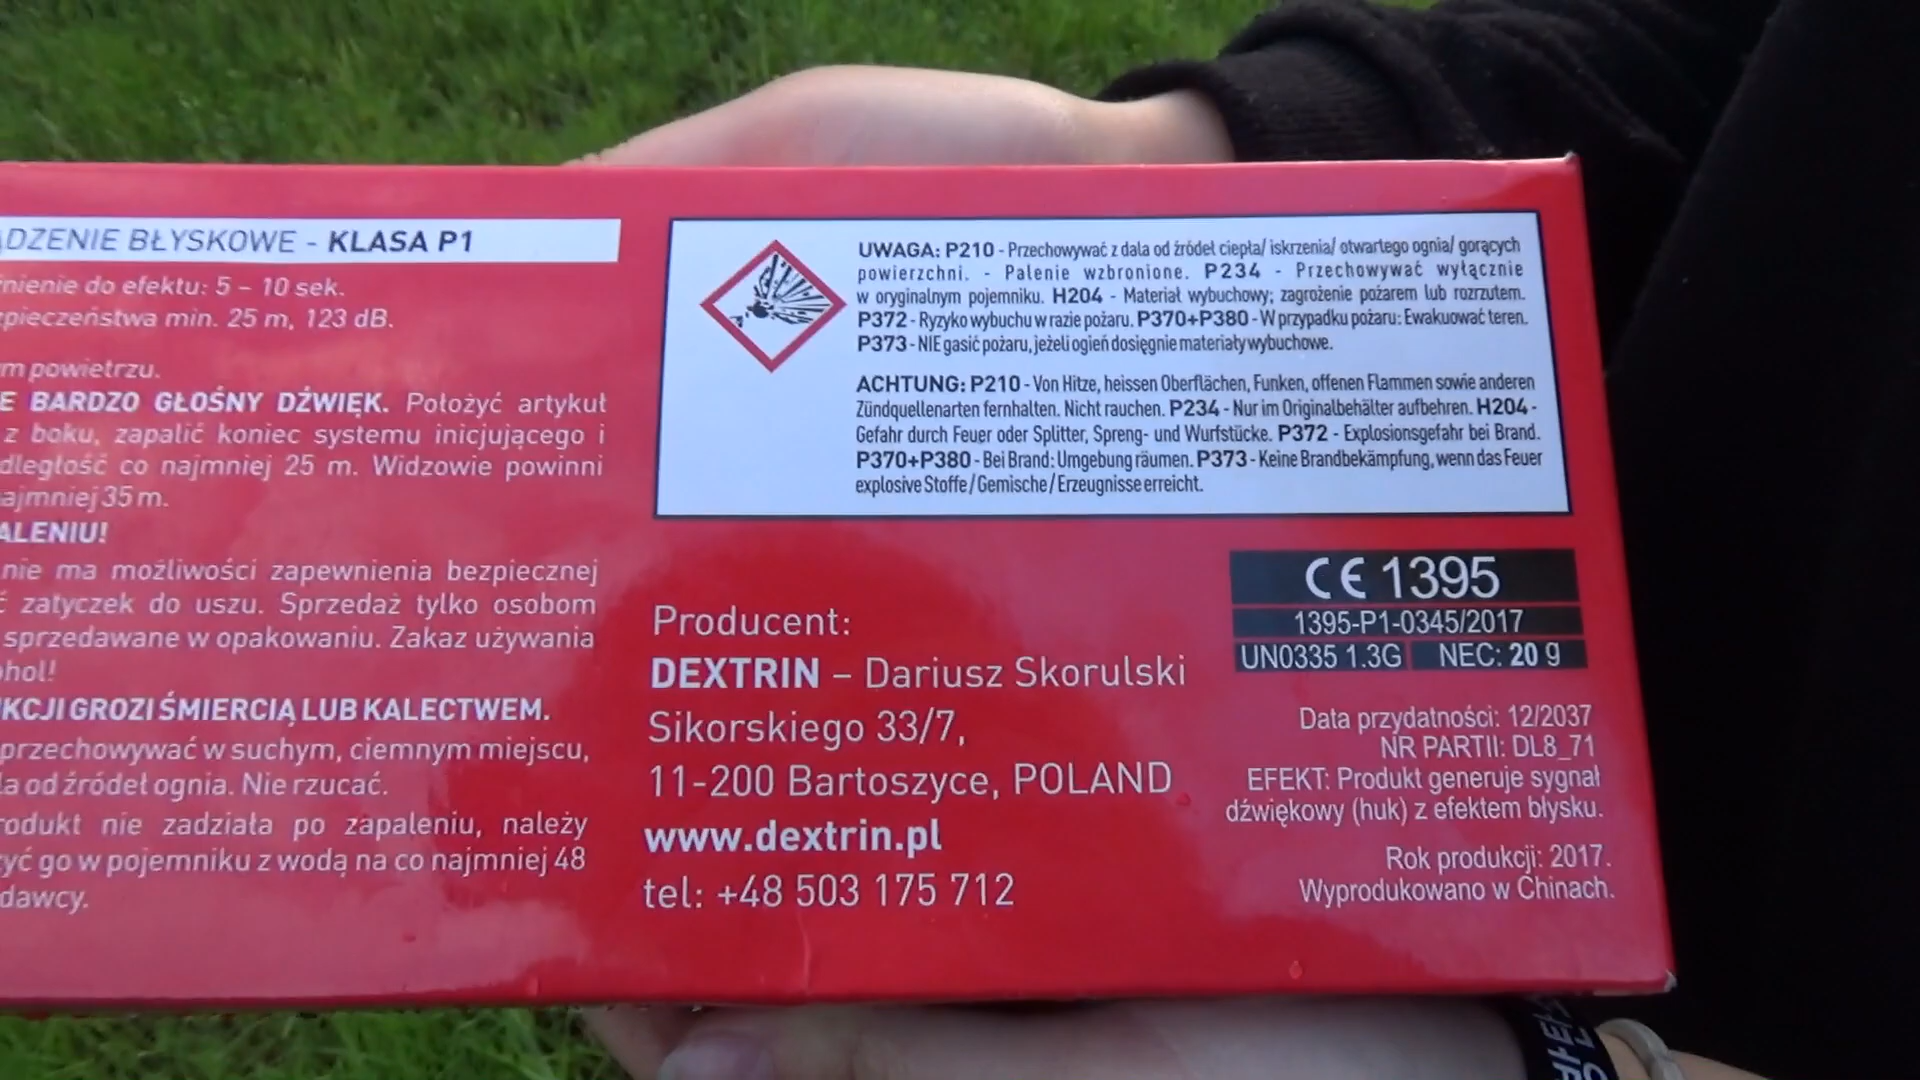 ĄDZENIE BŁYSKOWE - KLASA P1
nienie do efektu: 5 – 10 sek.
pieczeństwa min. 25 m, 123 dB.
m powietrzu.
E BARDZO GŁOŚNY DŹWIĘK. Położyć artykuł
z boku, zapalić koniec systemu inicjującego i
dległość co najmniej 25 m. Widzowie powinni
ajmniej 35 m.
ALENIU!
nie ma możliwości zapewnienia bezpiecznej
ć zatyczek do uszu. Sprzedaż tylko osobom
sprzedawane w opakowaniu. Zakaz używania
hol!
KCJI GROZI ŚMIERCIĄ LUB KALECTWEM.
przechowywać w suchym, ciemnym miejscu,
la od źródeł ognia. Nie rzucać.
rodukt nie zadziała po zapaleniu, należy
yć go w pojemniku z wodą na co najmniej 48
dawcy.
UWAGA: P210 - Przechowywać z dala od źródeł ciepła/ iskrzenia/ otwartego ognia/ gorących
powierzchni. - Palenie wzbronione. P234 - Przechowywać wyłącznie
w oryginalnym pojemniku. H204 - Materiał wybuchowy; zagrożenie pożarem lub rozrzutem.
P372 - Ryzyko wybuchu w razie pożaru. P370+P380 - W przypadku pożaru: Ewakuować teren.
P373 - NIE gasić pożaru, jeżeli ogień dosięgnie materiały wybuchowe.
ACHTUNG: P210 - Von Hitze, heissen Oberflächen, Funken, offenen Flammen sowie anderen
Zündquellenarten fernhalten. Nicht rauchen. P234 - Nur im Originalbehälter aufbehren. H204 -
Gefahr durch Feuer oder Splitter, Spreng- und Wurfstücke. P372 - Explosionsgefahr bei Brand.
P370+P380 - Bei Brand: Umgebung räumen. P373 - Keine Brandbekämpfung, wenn das Feuer
explosive Stoffe / Gemische / Erzeugnisse erreicht.
Producent:
DEXTRIN – Dariusz Skorulski
Sikorskiego 33/7,
11-200 Bartoszyce, POLAND
www.dextrin.pl
tel: +48 503 175 712
CE 1395
1395-P1-0345/2017
UN0335 1.3G NEC: 20 g
Data przydatności: 12/2037
NR PARTII: DL8_71
EFEKT: Produkt generuje sygnał
dźwiękowy (huk) z efektem błysku.
Rok produkcji: 2017.
Wyprodukowano w Chinach.